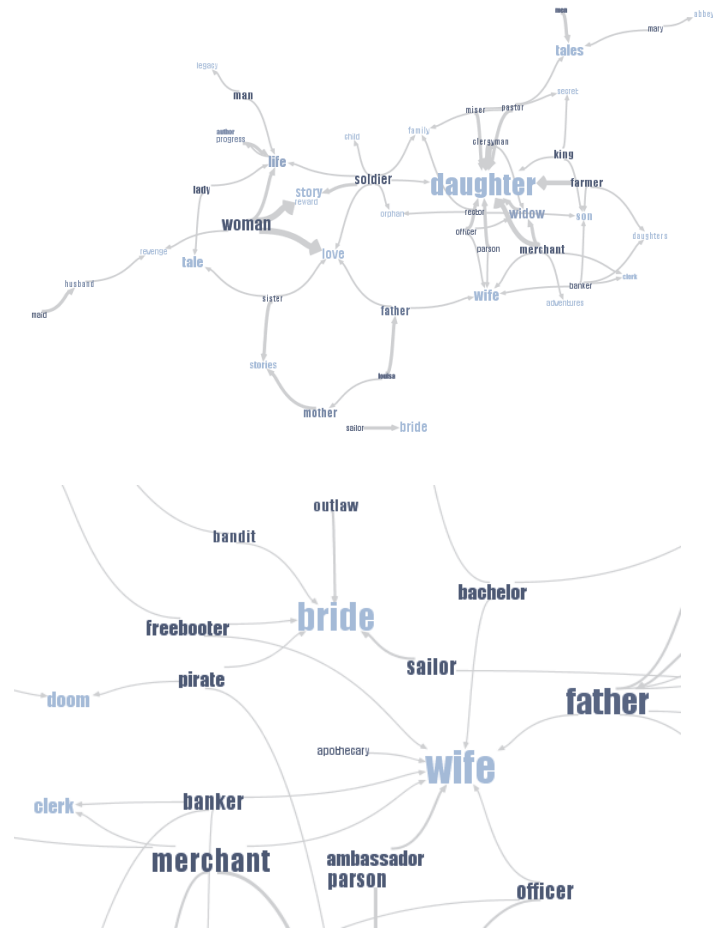 men
abbey
mary
tales
legacy
man
secret
miser
pastor
author
progress
child
family
clergyman
life
king
soldier
daughter
farmer
lady
story
reward
woman
orphan
rector
widow
son
officer
daughters
revenge
love
parson
merchant
tale
husband
clerk
banker
wife
sister
adventures
maid
father
stories
louisa
mother
sailor
bride
outlaw
bandit
bachelor
bride
freebooter
sailor
pirate
doom
father
apothecary
wife
clerk
banker
merchant
ambassador
parson
officer